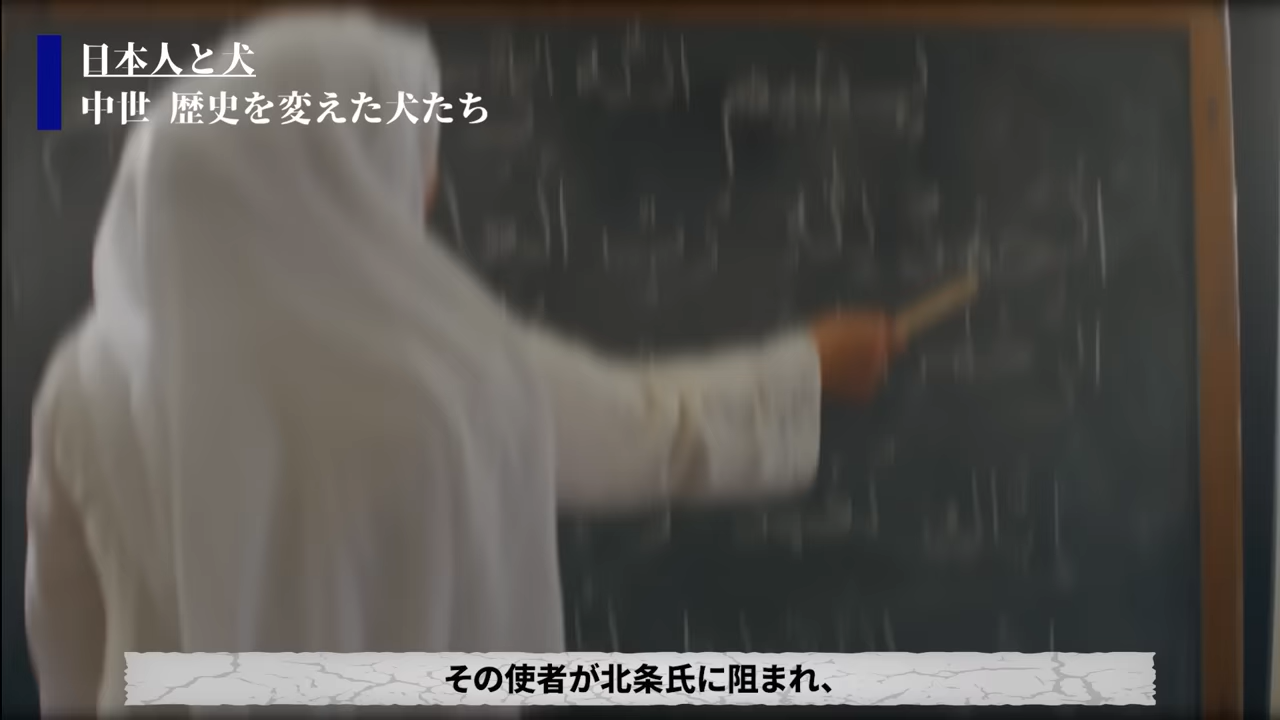 日本人と犬
中世 歴史を変えた犬たち
その使者が北条氏に阻まれ、